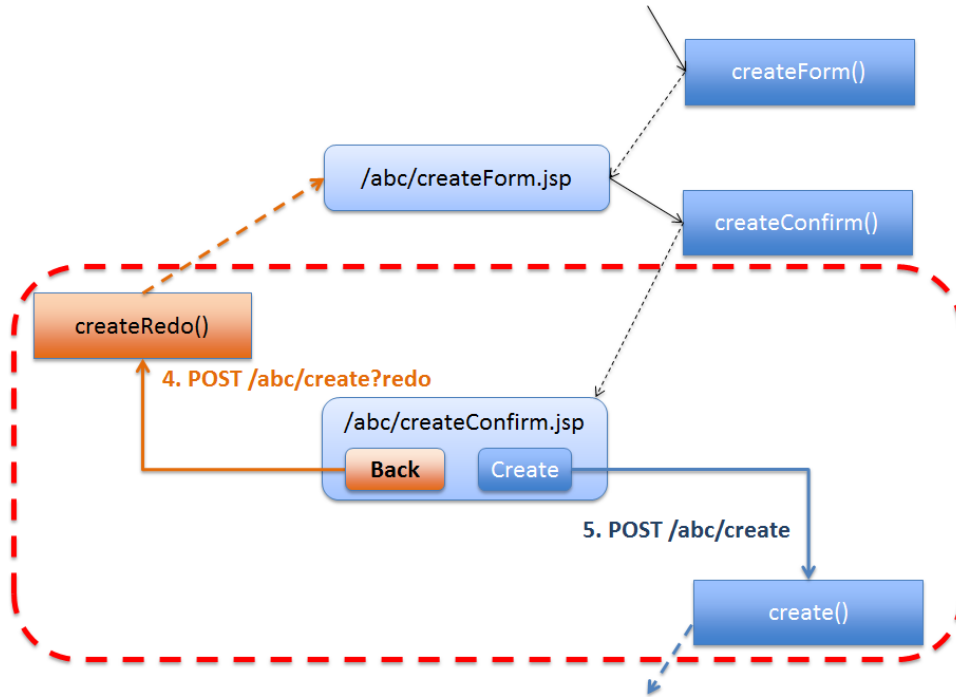 createForm()
/abc/createForm.jsp
createConfirm()
createRedo()
4. POST /abc/create?redo
/abc/createConfirm.jsp
Back
Create
5. POST /abc/create
create()